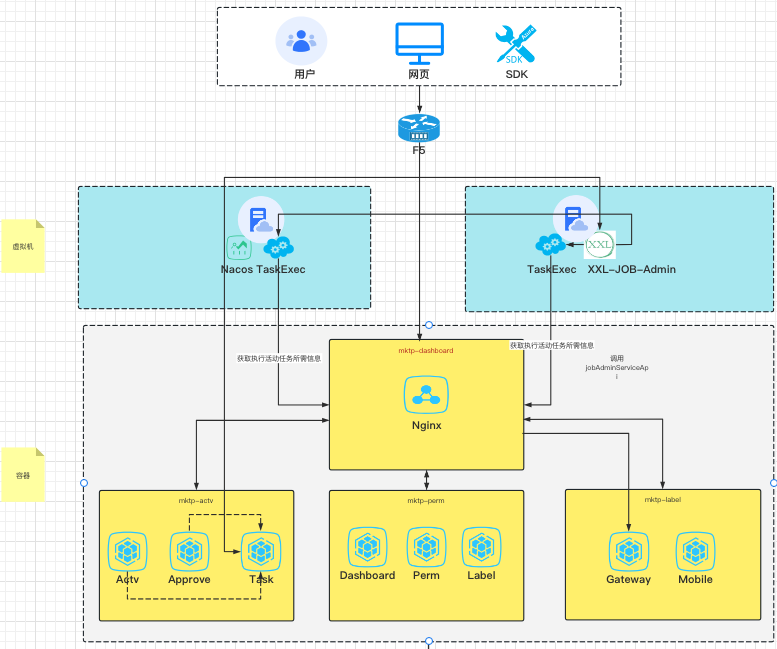 用户
网页
SDK
Azure
SDK
F5
虚拟机
XXL
Nacos TaskExec
TaskExec
XXL-JOB-Admin
获取执行活动任务所需信息
mktp-dashboard
获取执行活动任务所需信息
调用
jobAdminServiceAp
i
Nginx
容器
mktp-actv
mktp-perm
mktp-label
Actv
Approve
Task
Dashboard
Perm
Label
Gateway
Mobile